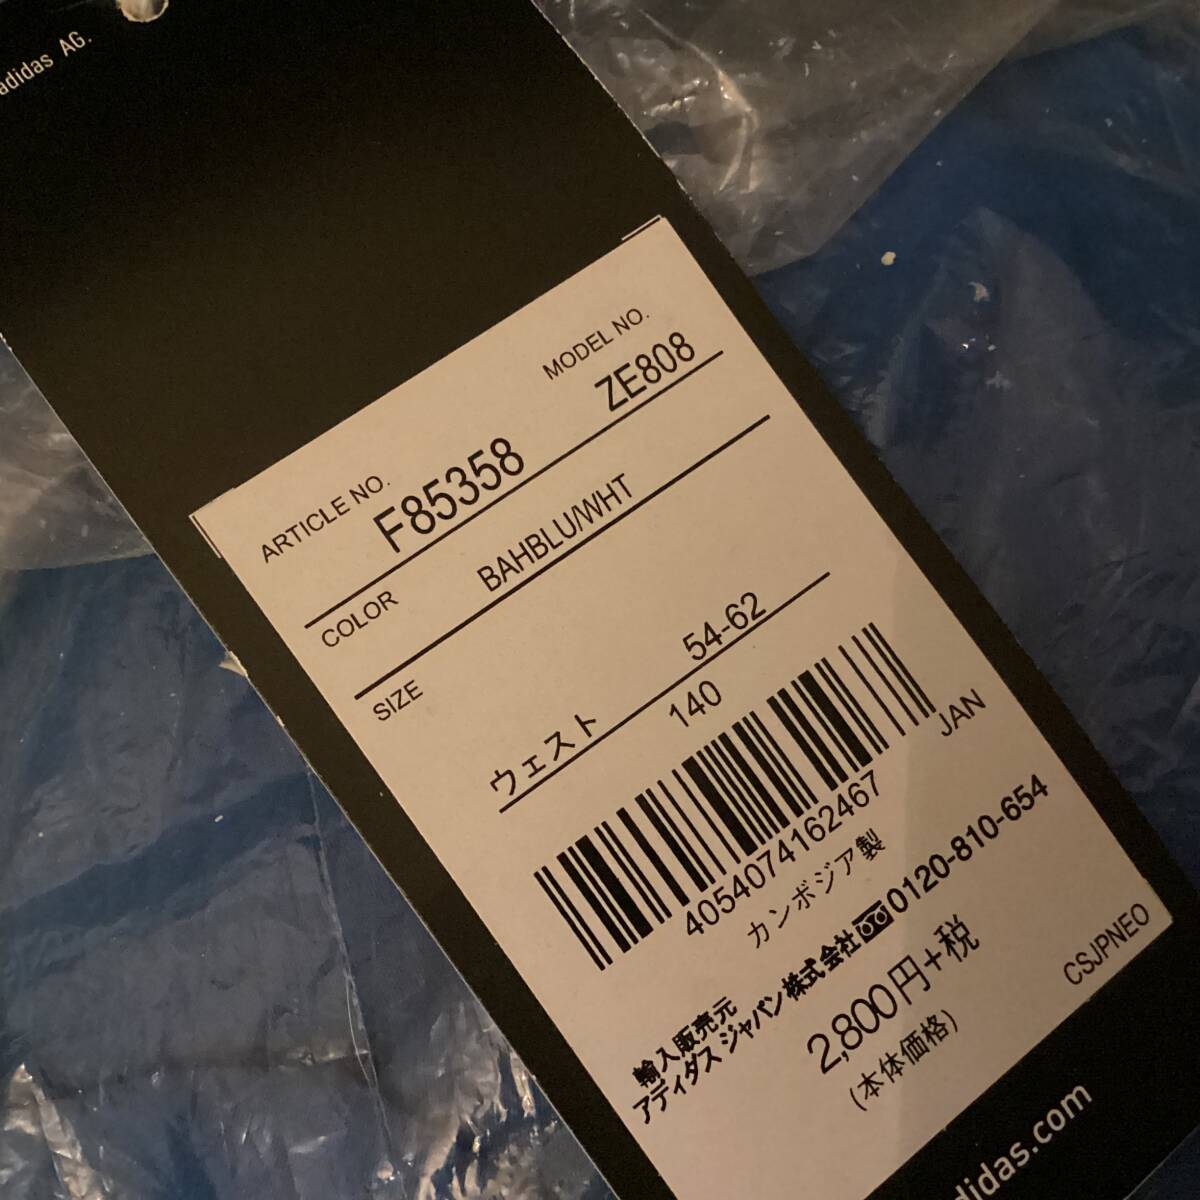 adidas AG.
ARTICLE NO.
MODEL NO.
F85358
ZE808
COLOR
BAHBLU/WHT
SIZE
ウェスト
54-62
140
4054074162467
JAN
カンボジア製
輸入販売元
アディダス ジャパン株式会社 0120-810-654
2,800円+税
(本体価格)
CSJPNEO
didas.com